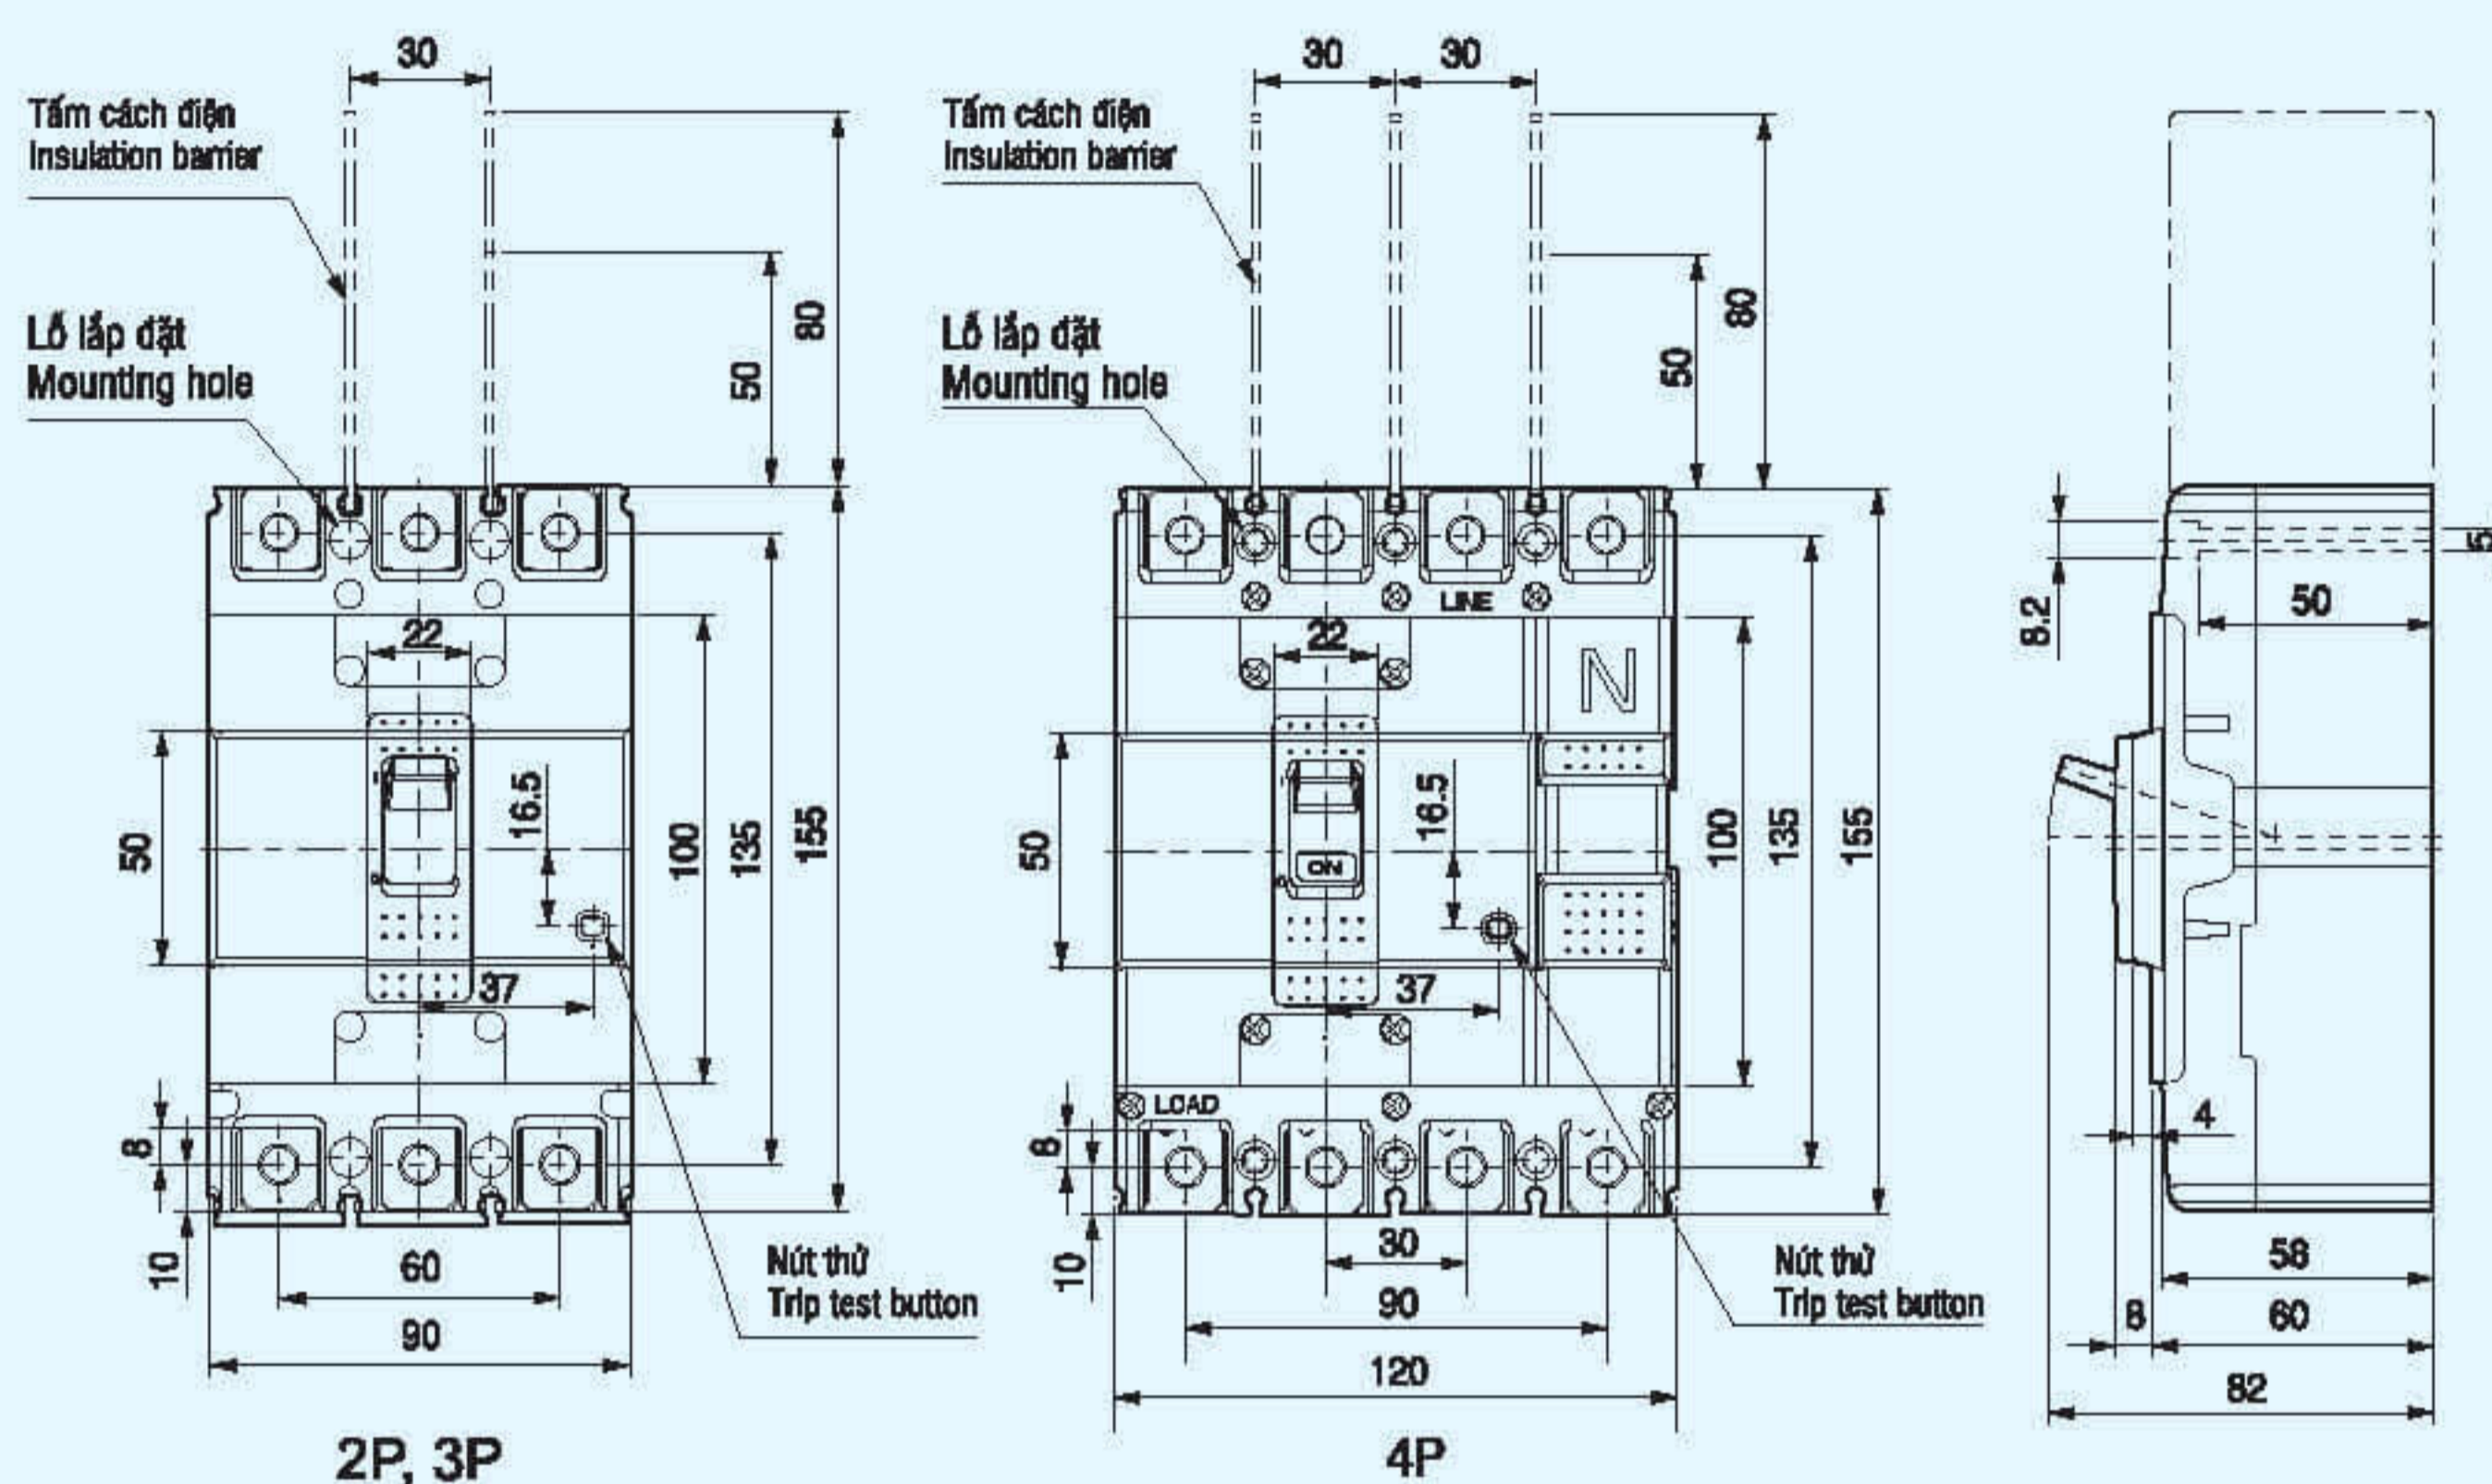 30
Tấm cách điện
Insulation barrier
80
50
Lỗ lắp đặt
Mounting hole
22
50
16.5
100
135
155
37
8
10
60
90
Nút thử
Trip test button
2P, 3P
30
30
Tấm cách điện
Insulation barrier
80
50
Lỗ lắp đặt
Mounting hole
LINE
22
N
50
16.5
ON
100
135
155
37
LOAD
8
10
30
90
120
Nút thử
Trip test button
4P
5
8.2
50
4
58
8
60
82